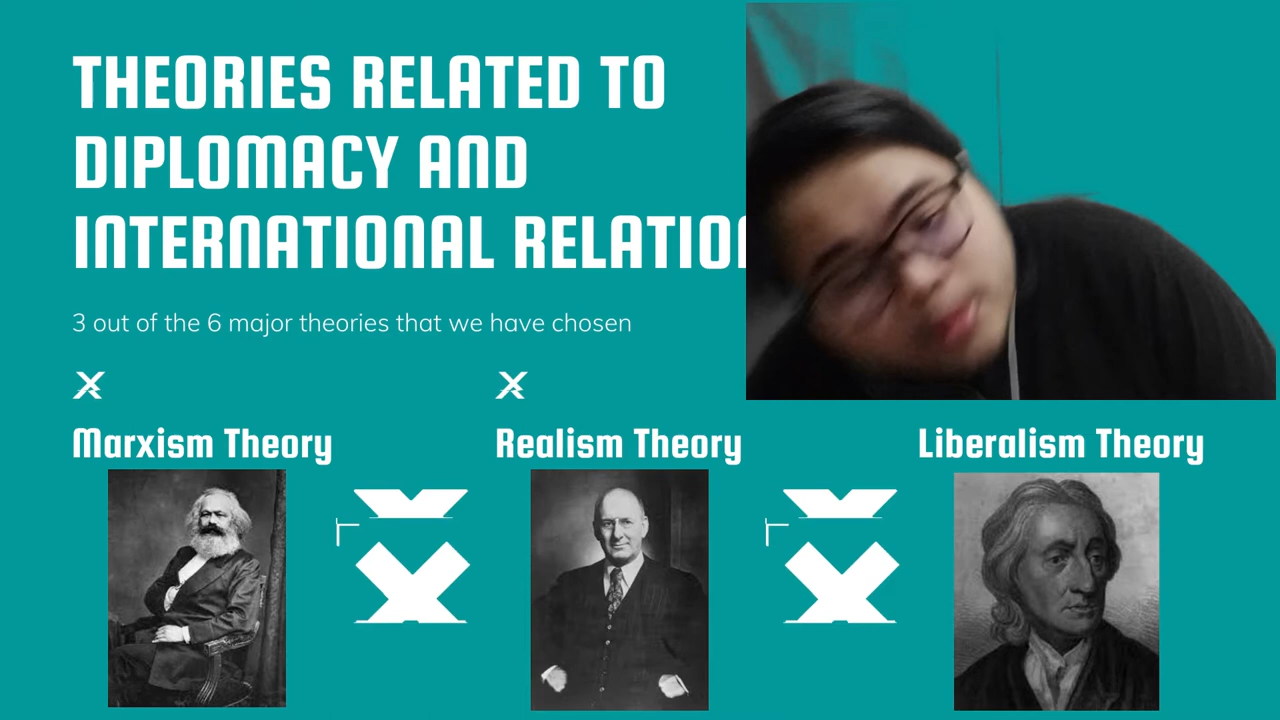 THEORIES RELATED TO
DIPLOMACY AND
INTERNATIONAL
3 out of the 6 major theories that we have chosen
Marxism Theory
Realism Theory
Liberalism Theory